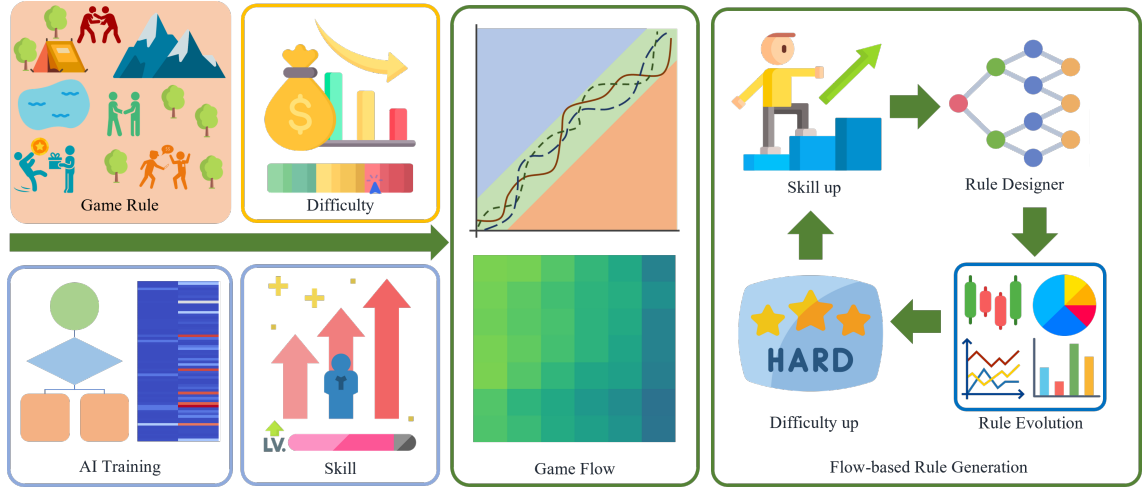 Game Rule
Difficulty
$
AI Training
LV.
Skill
Game Flow
Skill up
Rule Designer
HARD
Difficulty up
Rule Evolution
Flow-based Rule Generation